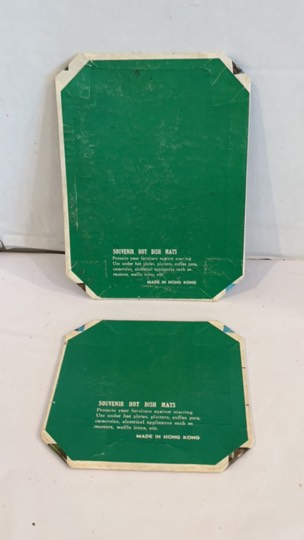 SOUVENIR HOT DISH MATS
Protects your furniture against searing
Use under hot plates, platters, coffee pots,
casseroles, electrical appliances such as
toasters, waffle irons, etc.
MADE IN HONG KONG
SOUVENIR HOT DISH MATS
Protects your furniture against searing
Use under hot plates, platters, coffee pots,
casseroles, electrical appliances such as
toasters, waffle irons, etc.
MADE IN HONG KONG